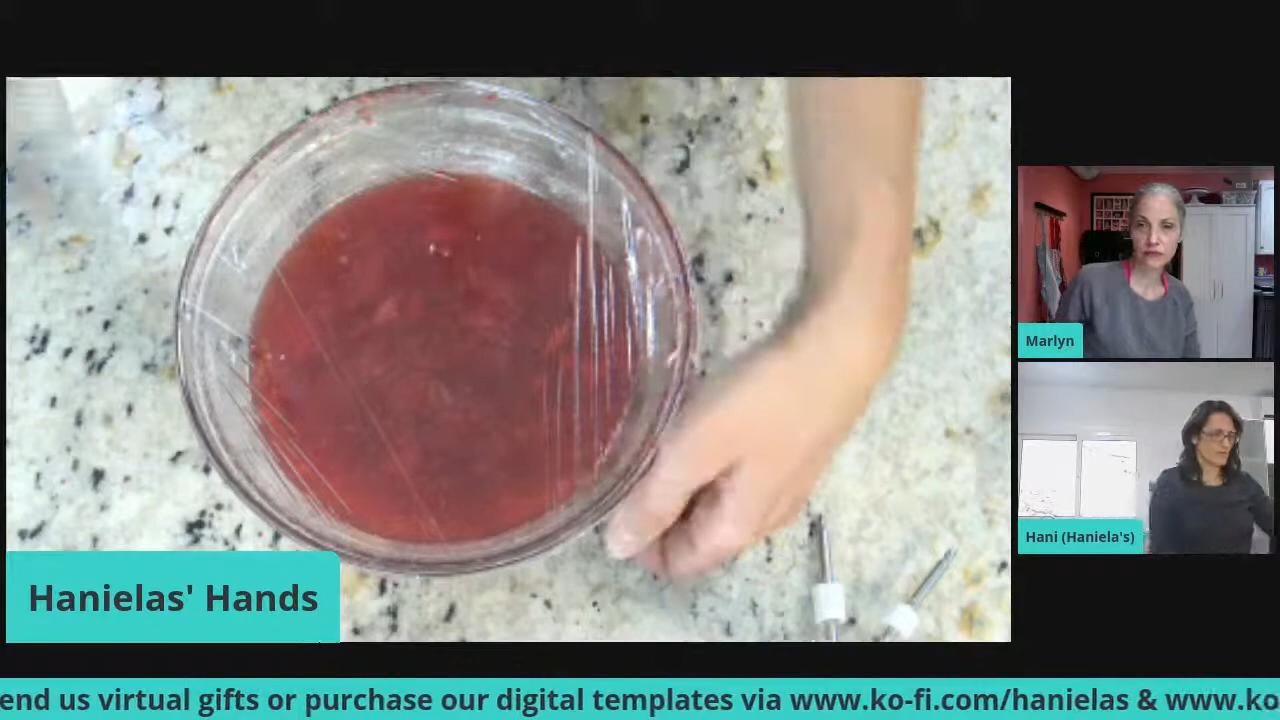 Marlyn
Hani (Haniela's)
Hanielas' Hands
end us virtual gifts or purchase our digital templates via www.ko-fi.com/hanielas & www.ko